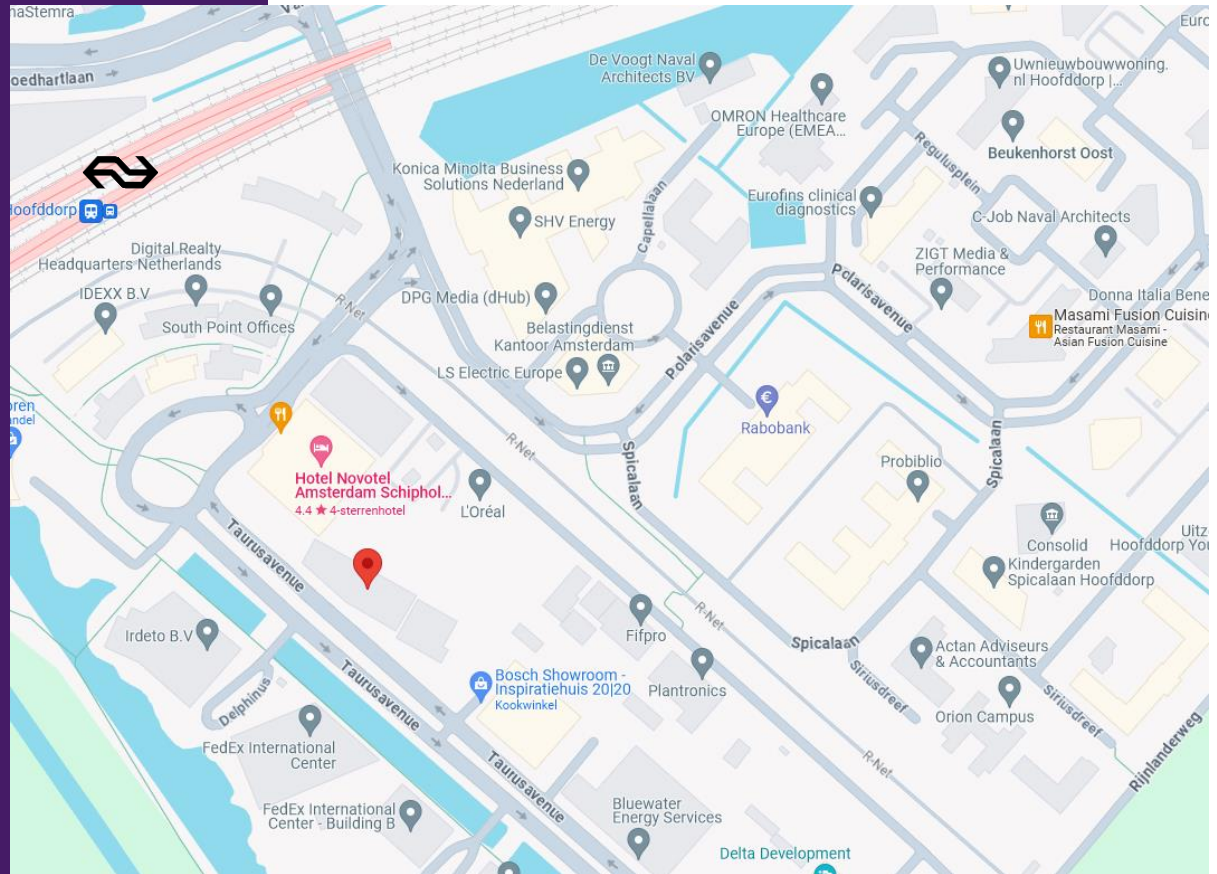 naStemra
oedhartlaan
De Voogt Naval
Architects BV
Uwnieuwbouwwoning.
nl Hoofddorp |...
OMRON Healthcare
Europe (EMEA...
Regulusplein
Beukenhorst Oost
Konica Minolta Business
Solutions Nederland
SHV Energy
Capellalaan
Eurofins clinical
diagnostics
C-Job Naval Architects
Hoofddorp
Digital Realty
Headquarters Netherlands
IDEXX B.V
South Point Offices
R-Net
DPG Media (dHub)
Polarisavenue
ZIGT Media &
Performance
Polarisavenue
Donna Italia Bene
Masami Fusion Cuisine
Restaurant Masami -
Asian Fusion Cuisine
Belastingdienst
Kantoor Amsterdam
LS Electric Europe
Rabobank
R-Net
Spicalaan
Spicalaan
Probiblio
Hotel Novotel
Amsterdam Schiphol...
4.4 ★ 4-sterrenhotel
L'Oréal
Taurusavenue
Consolid
Kindergarden
Spicalaan Hoofddorp
Hoofddorp You
Irdeto B.V
R-Net
Fifpro
Spicalaan
Siriusdreef
Actan Adviseurs
& Accountants
Taurusavenue
Delphinus
Bosch Showroom -
Inspiratiehuis 20|20
Kookwinkel
Plantronics
Orion Campus
Siriusdreef
Rijnlanderweg
FedEx International
Center
Taurusavenue
R-Net
FedEx International
Center - Building B
Bluewater
Energy Services
Delta Development